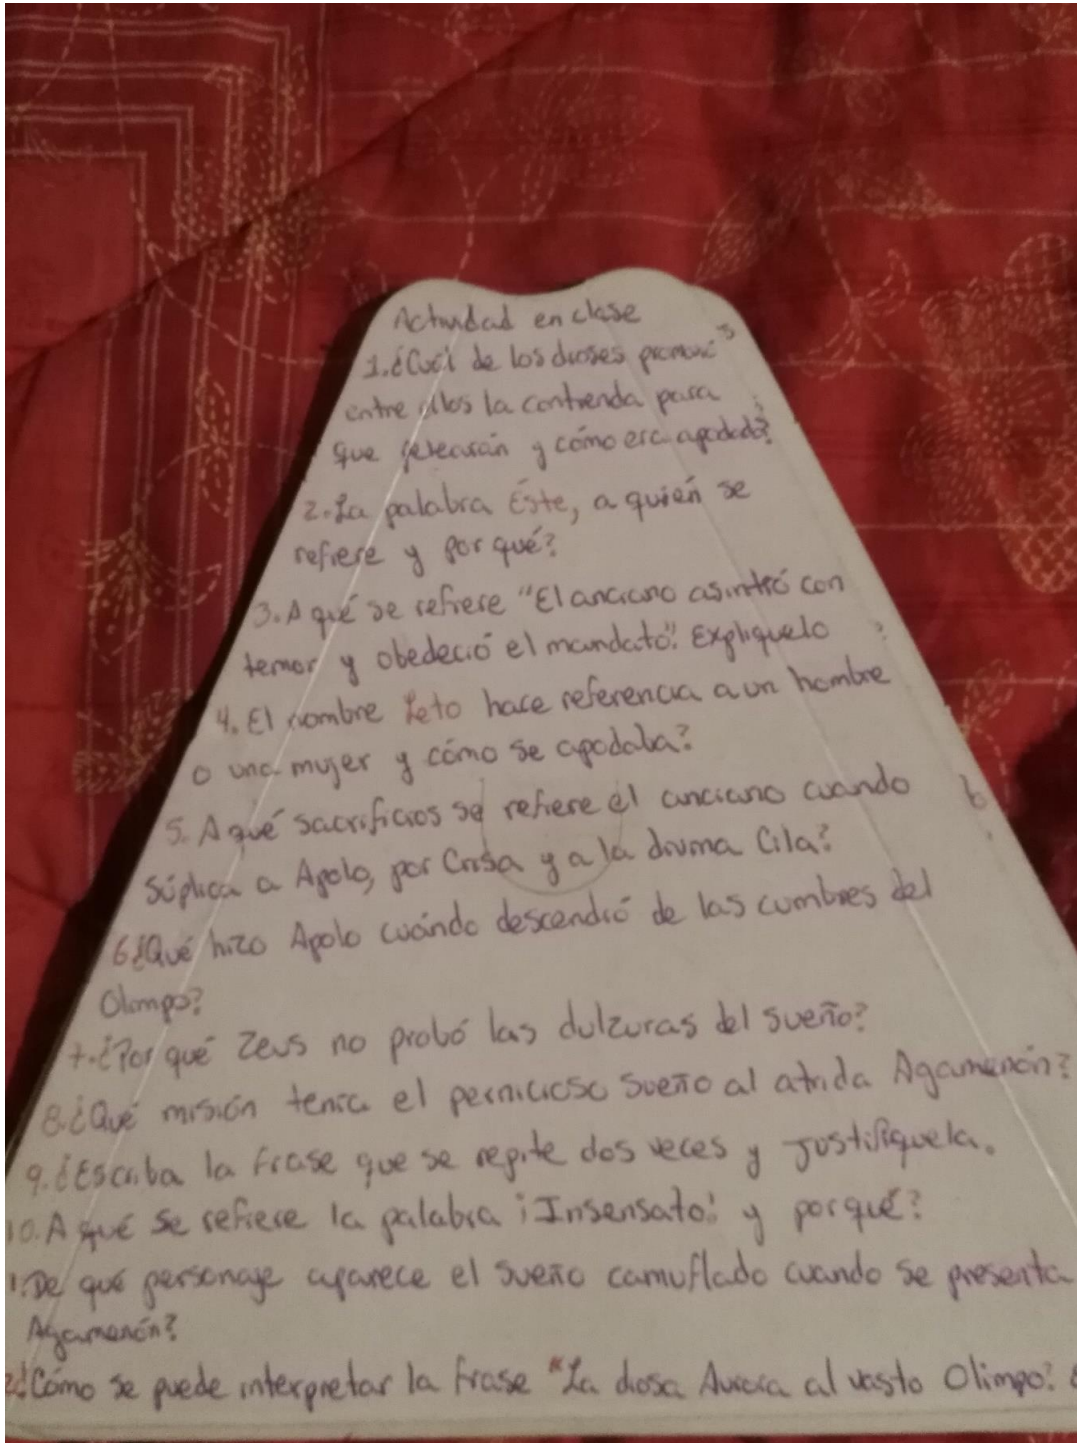 Actividad en clase
1. ¿Cuál de los dioses promovió
entre ellos la contienda para
que pelearán y cómo era apodado?
2. La palabra Éste, a quién se
refiere y por qué?
3. A qué se refiere "El anciano asintió con
temor y obedeció el mandato". Expliquelo
4. El nombre Leto hace referencia a un hombre
o una mujer y cómo se apodaba?
5. A qué sacrificios se refiere el anciano cuando
súplica a Apolo, por Crisa y a la divina Cila?
6. ¿Qué hizo Apolo cuándo descendió de las cumbres del
Olimpo?
7. ¿Por qué Zeus no probó las dulzuras del sueño?
8. ¿Qué misión tenía el pernicioso sueño al atrida Agamenón?
9. ¿Escriba la frase que se repite dos veces y justifiquela.
10. A qué se refiere la palabra ¡Insensato! y porqué?
1. De qué personaje aparece el sueño camuflado cuando se presenta
Agamenón?
2. ¿Cómo se puede interpretar la frase "La diosa Aurora al vasto Olimpo?